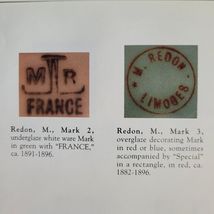 M R
FRANCE
Redon, M., Mark 2,
underglaze white ware Mark
in green with "FRANCE,"
ca. 1891-1896.
* M. REDON *
LIMOGES
Redon, M., Mark 3,
overglaze decorating Mark
in red or blue, sometimes
accompanied by "Special"
in a rectangle, in red, ca.
1882-1896.